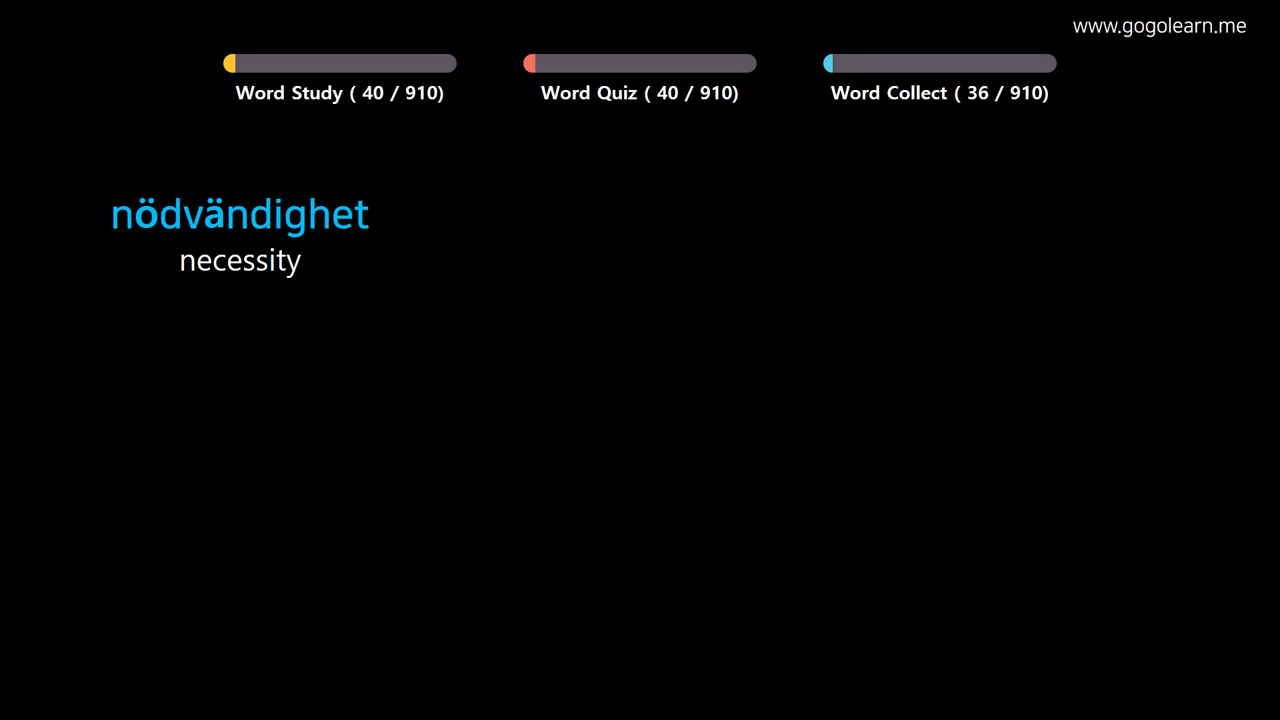 www.gogolearn.me
Word Study ( 40 / 910)
Word Quiz ( 40 / 910)
Word Collect ( 36 / 910)
nödvändighet
necessity